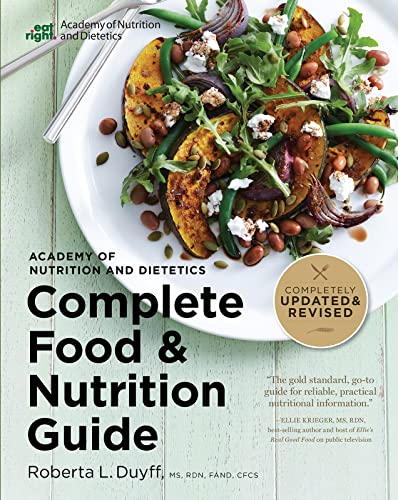 eat right. Academy of Nutrition
and Dietetics
ACADEMY OF
NUTRITION AND DIETETICS
Complete
Food &
Nutrition
Guide
Roberta L. Duyff, MS, RDN, FAND, CFCS
COMPLETELY
UPDATED &
REVISED
“The gold standard, go-to
guide for reliable, practical
nutritional information.”
—ELLIE KRIEGER, MS, RDN,
best-selling author and host of Ellie’s
Real Good Food on public television